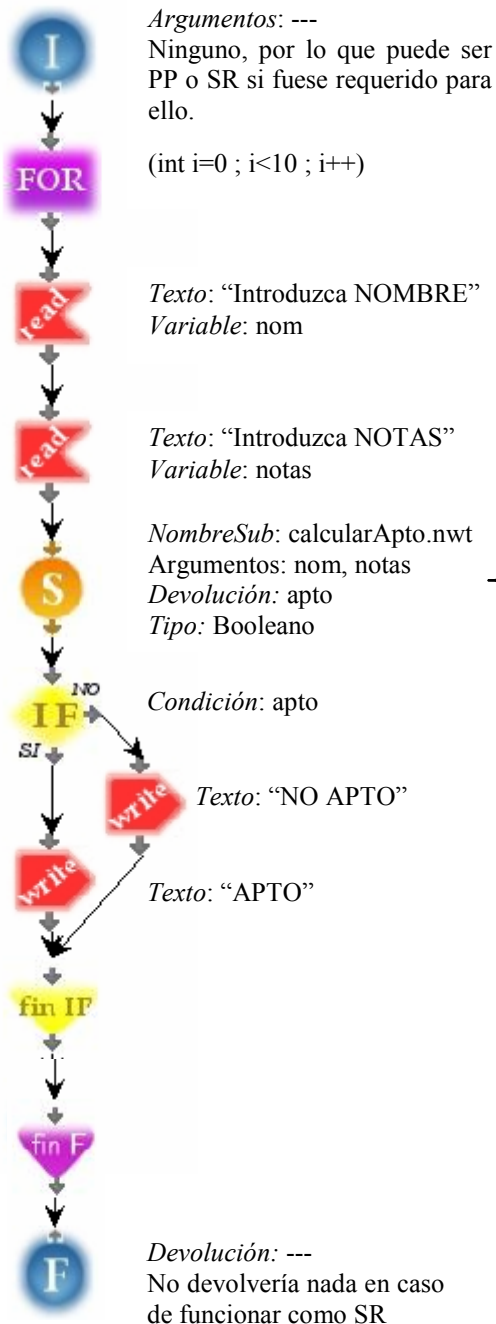 I
Argumentos: ---
Ninguno, por lo que puede ser
PP o SR si fuese requerido para
ello.
FOR
(int i=0 ; i<10 ; i++)
read
Texto: “Introduzca NOMBRE”
Variable: nom
read
Texto: “Introduzca NOTAS”
Variable: notas
S
NombreSub: calcularApto.nwt
Argumentos: nom, notas
Devolución: apto
Tipo: Booleano
IF
NO
SI
Condición: apto
write
Texto: “NO APTO”
write
Texto: “APTO”
fin IF
fin F
F
Devolución: ---
No devolvería nada en caso
de funcionar como SR